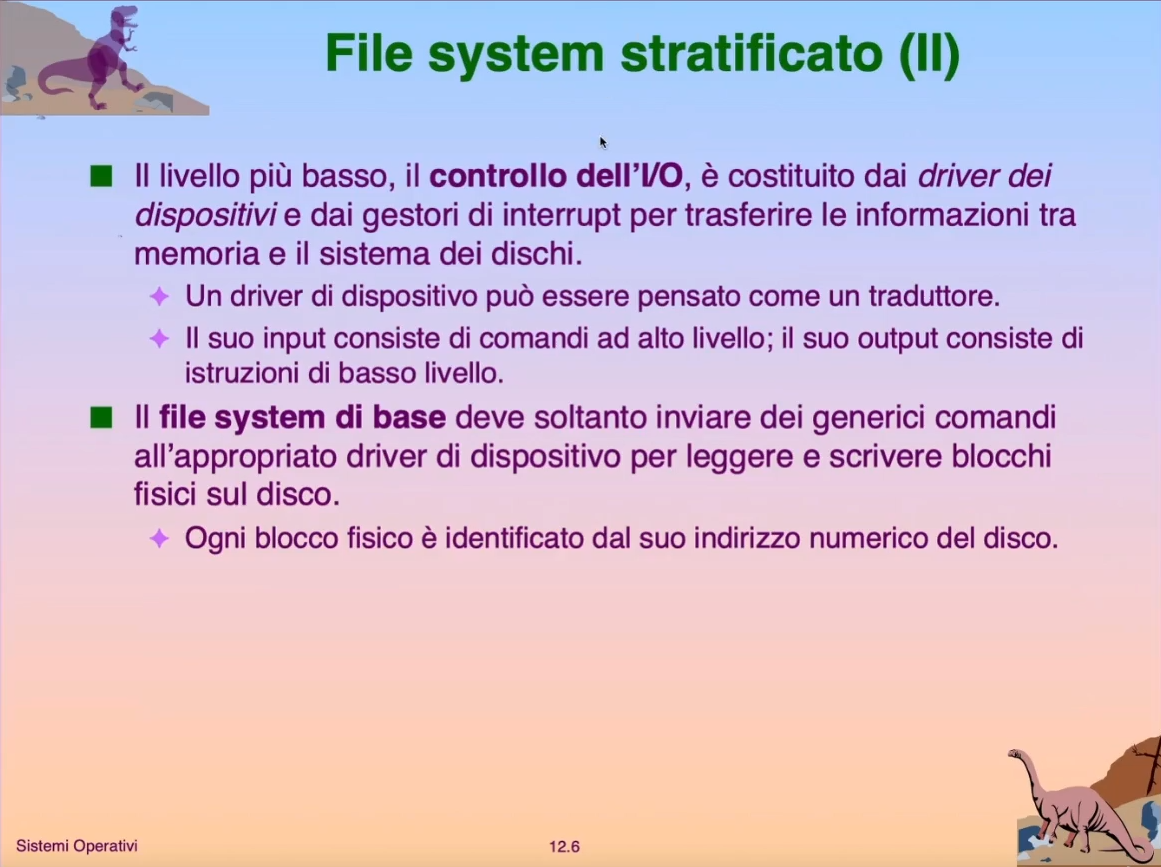 File system stratificato (II)
Il livello più basso, il controllo dell'I/O, è costituito dai driver dei
dispositivi e dai gestori di interrupt per trasferire le informazioni tra
memoria e il sistema dei dischi.
Un driver di dispositivo può essere pensato come un traduttore.
Il suo input consiste di comandi ad alto livello; il suo output consiste di
istruzioni di basso livello.
Il file system di base deve soltanto inviare dei generici comandi
all'appropriato driver di dispositivo per leggere e scrivere blocchi
fisici sul disco.
Ogni blocco fisico è identificato dal suo indirizzo numerico del disco.
Sistemi Operativi
12.6